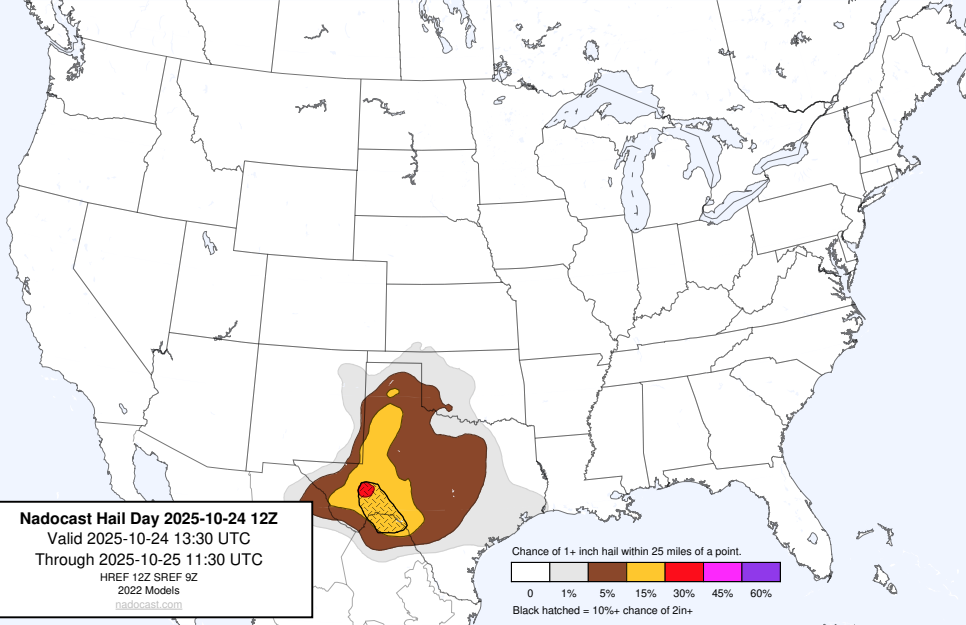 Nadocast Hail Day 2025-10-24 12Z
Valid 2025-10-24 13:30 UTC
Through 2025-10-25 11:30 UTC
HREF 12Z SREF 9Z
2022 Models
nadocast.com
Chance of 1+ inch hail within 25 miles of a point.
0 1% 5% 15% 30% 45% 60%
Black hatched = 10%+ chance of 2in+